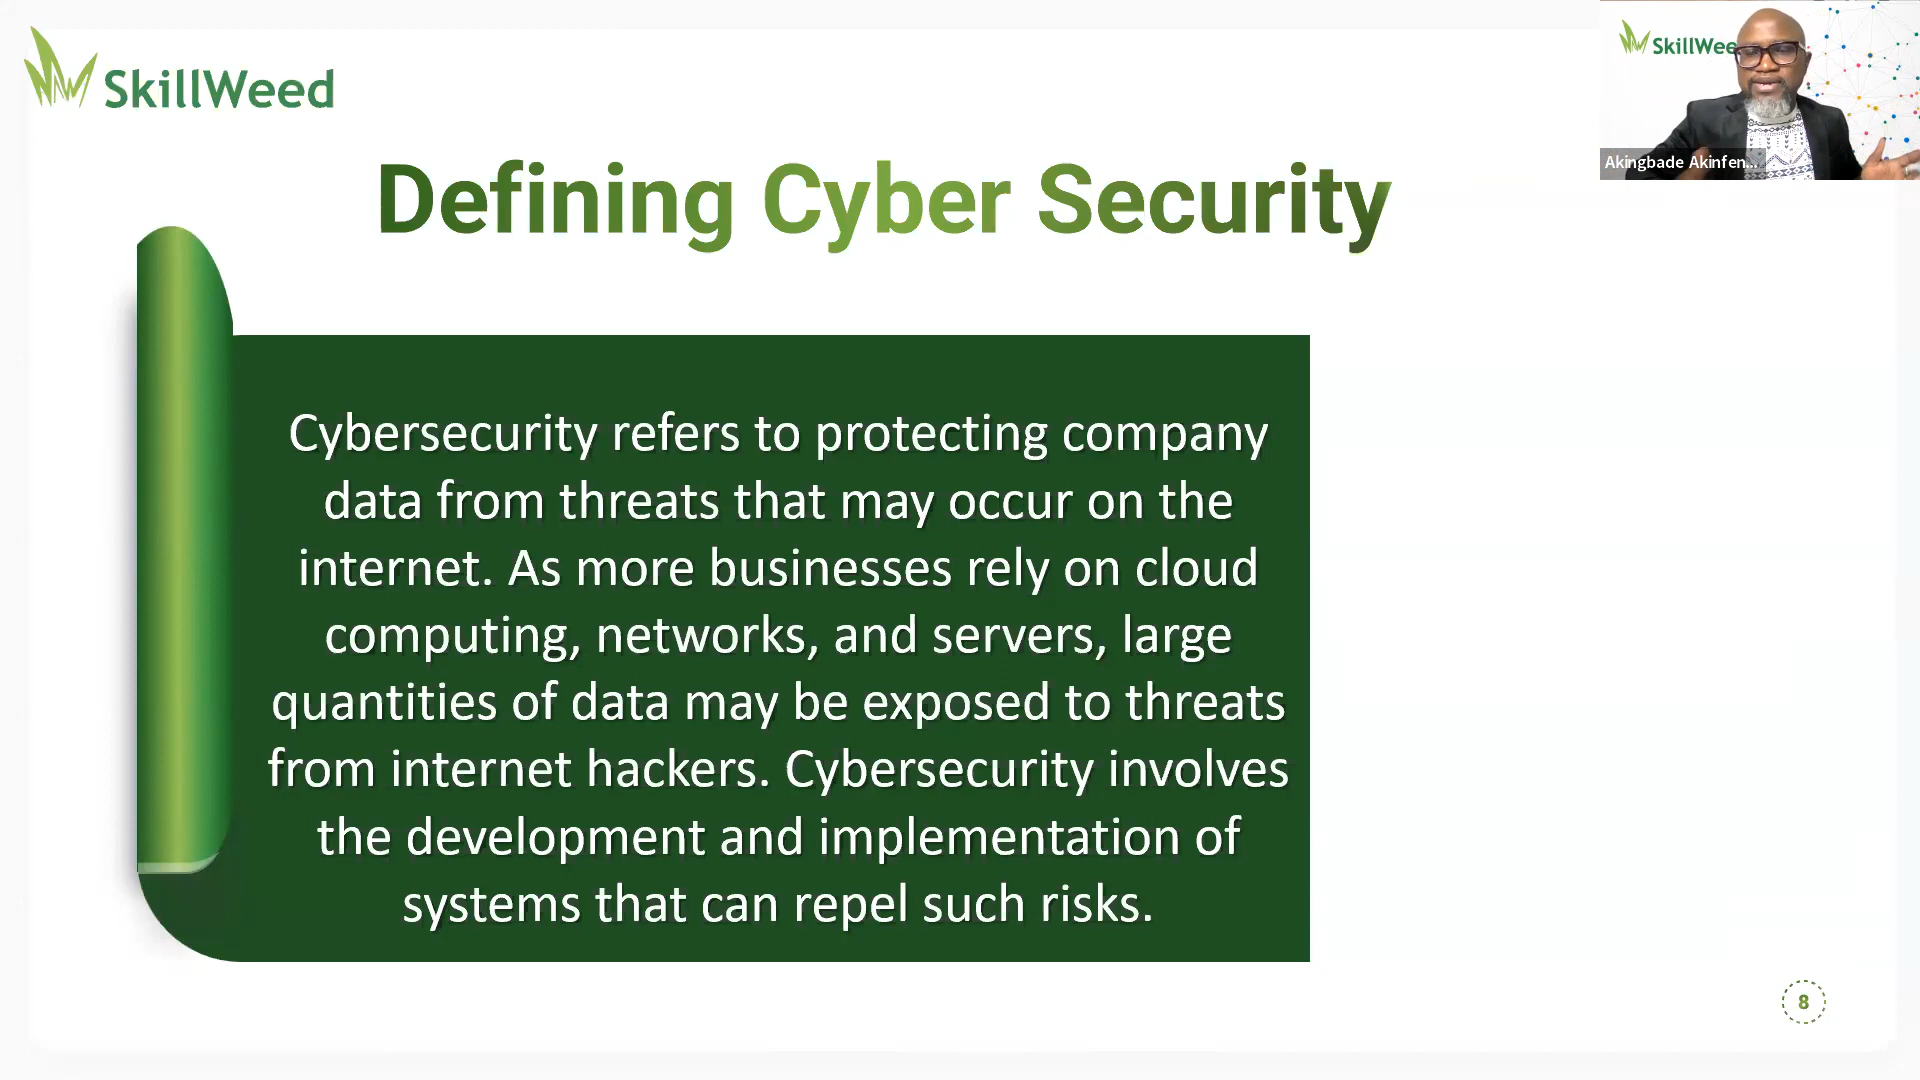 SkillWeed
SkillWee
Akingbade Akinfen...
Defining Cyber Security
Cybersecurity refers to protecting company
data from threats that may occur on the
internet. As more businesses rely on cloud
computing, networks, and servers, large
quantities of data may be exposed to threats
from internet hackers. Cybersecurity involves
the development and implementation of
systems that can repel such risks.
8